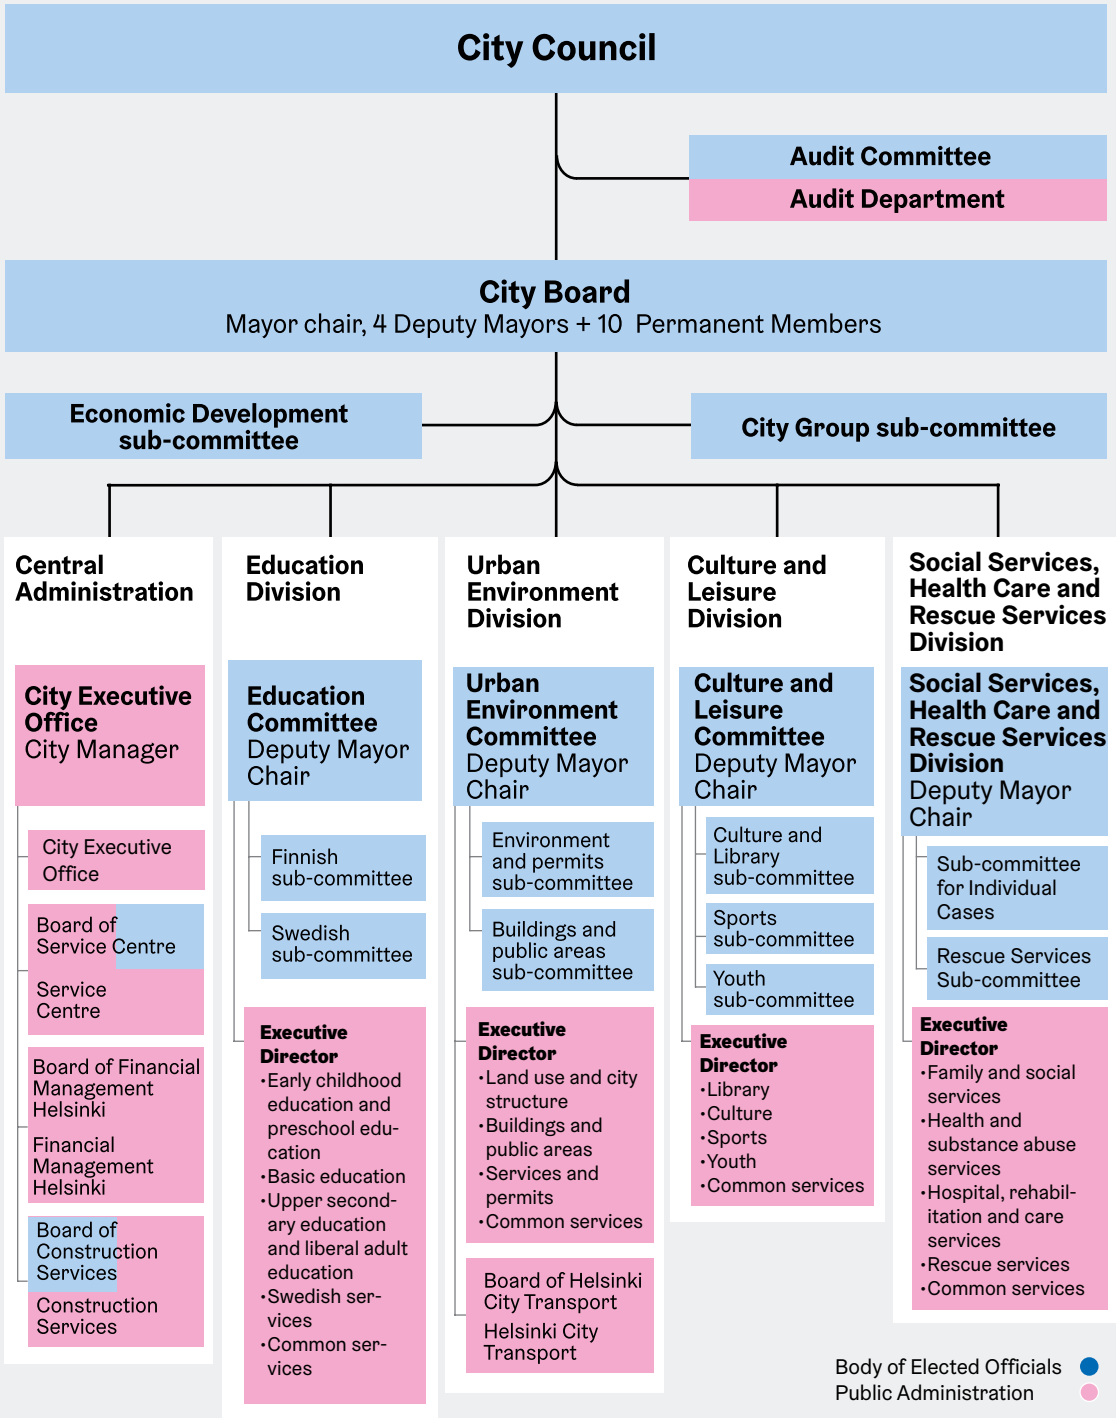 City Council
Audit Committee
Audit Department
City Board
Mayor chair, 4 Deputy Mayors + 10 Permanent Members
Economic Development
sub-committee
City Group sub-committee
Central
Administration
City Executive
Office
City Manager
City Executive
Office
Board of
Service Centre
Service
Centre
Board of Financial
Management
Helsinki
Financial
Management
Helsinki
Board of
Construction
Services
Construction
Services
Education
Division
Education
Committee
Deputy Mayor
Chair
Finnish
sub-committee
Swedish
sub-committee
Executive
Director
•Early childhood
education and
preschool edu-
cation
•Basic education
•Upper second-
ary education
and liberal adult
education
•Swedish ser-
vices
•Common ser-
vices
Urban
Environment
Division
Urban
Environment
Committee
Deputy Mayor
Chair
Environment
and permits
sub-committee
Buildings and
public areas
sub-committee
Executive
Director
•Land use and city
structure
•Buildings and
public areas
•Services and
permits
•Common services
Board of Helsinki
City Transport
Helsinki City
Transport
Culture and
Leisure
Division
Culture and
Leisure
Committee
Deputy Mayor
Chair
Culture and
Library
sub-committee
Sports
sub-committee
Youth
sub-committee
Executive
Director
•Library
•Culture
•Sports
•Youth
•Common services
Social Services,
Health Care and
Rescue Services
Division
Social Services,
Health Care and
Rescue Services
Division
Deputy Mayor
Chair
Sub-committee
for Individual
Cases
Rescue Services
Sub-committee
Executive
Director
•Family and social
services
•Health and
substance abuse
services
•Hospital, rehabil-
itation and care
services
•Rescue services
•Common services
Body of Elected Officials
Public Administration